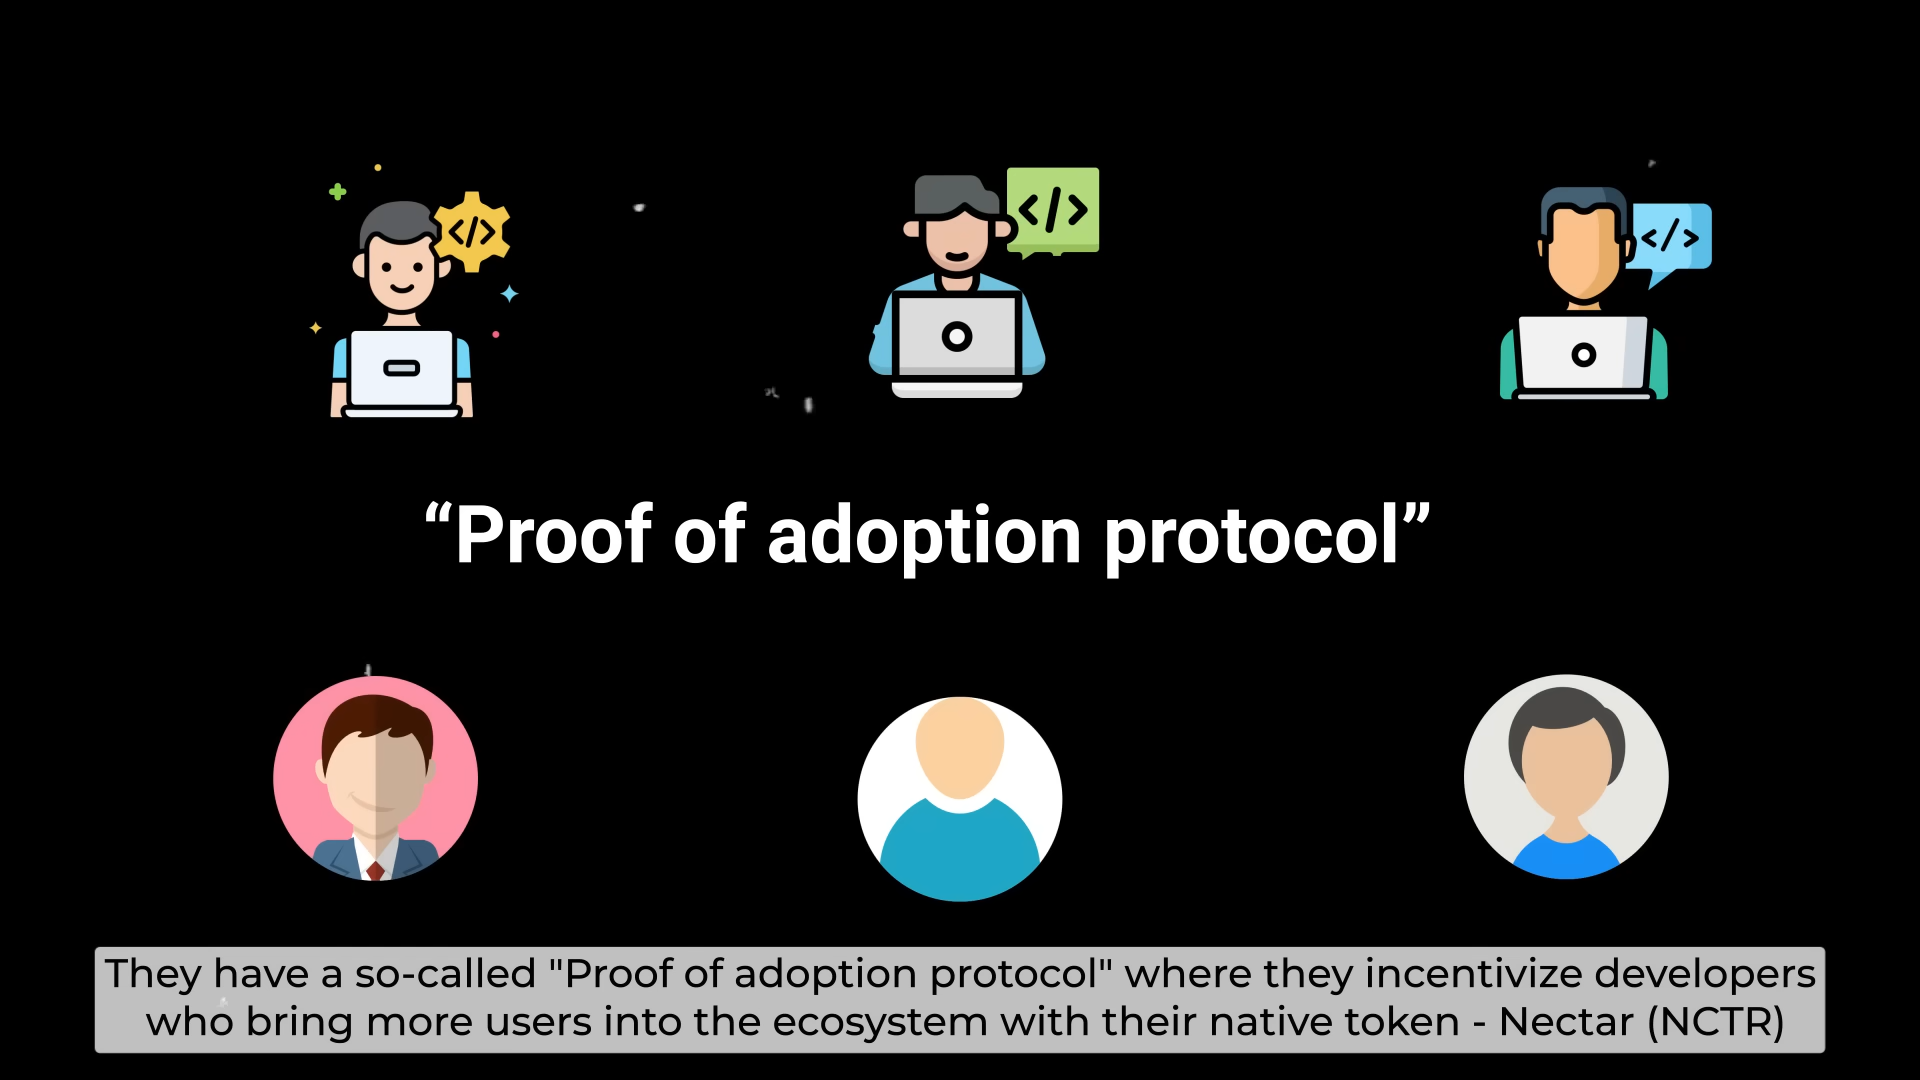 </>
</>
</>
“Proof of adoption protocol”
They have a so-called "Proof of adoption protocol" where they incentivize developers
who bring more users into the ecosystem with their native token - Nectar (NCTR)